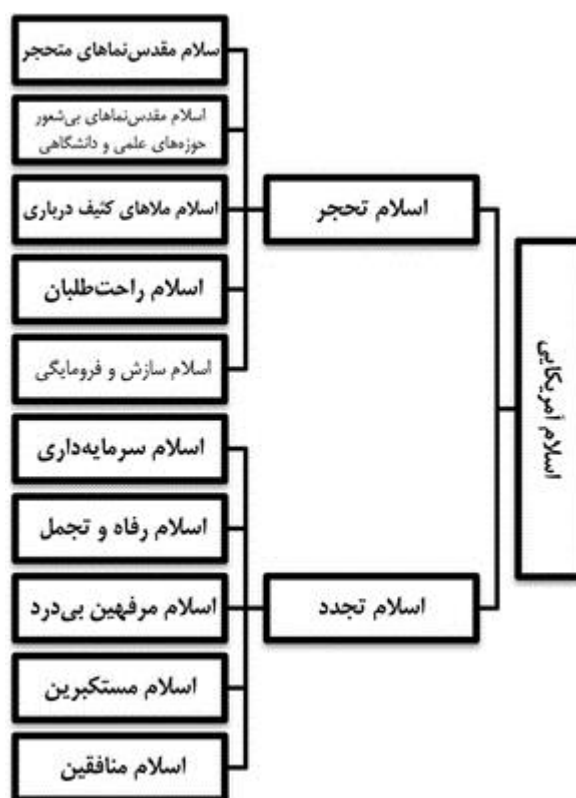 اسلام آمریکایی
اسلام تحجر
سلام مقدس‌نماهای متحجر
اسلام مقدس‌نماهای بی‌شعور
حوزه‌های علمی و دانشگاهی
اسلام ملاهای کثیف درباری
اسلام راحت‌طلبان
اسلام سازش و فرومایگی
اسلام تجدد
اسلام سرمایه‌داری
اسلام رفاه و تجمل
اسلام مرفهین بی‌درد
اسلام مستکبرین
اسلام منافقین